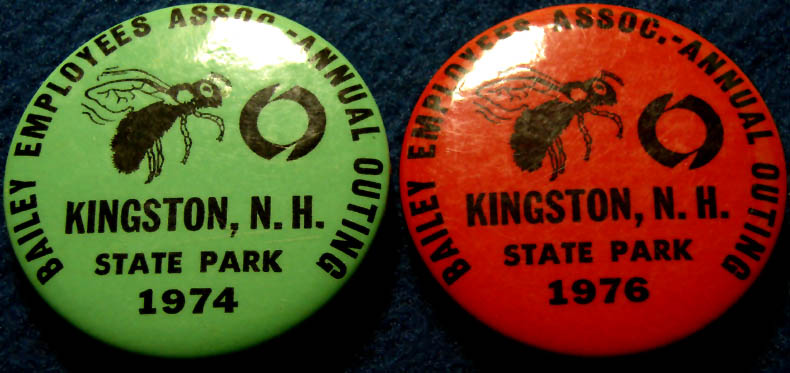 BAILEY EMPLOYEES ASSOC.-ANNUAL OUTING
KINGSTON, N. H.
STATE PARK
1974
BAILEY EMPLOYEES ASSOC.-ANNUAL OUTING
KINGSTON, N. H.
STATE PARK
1976